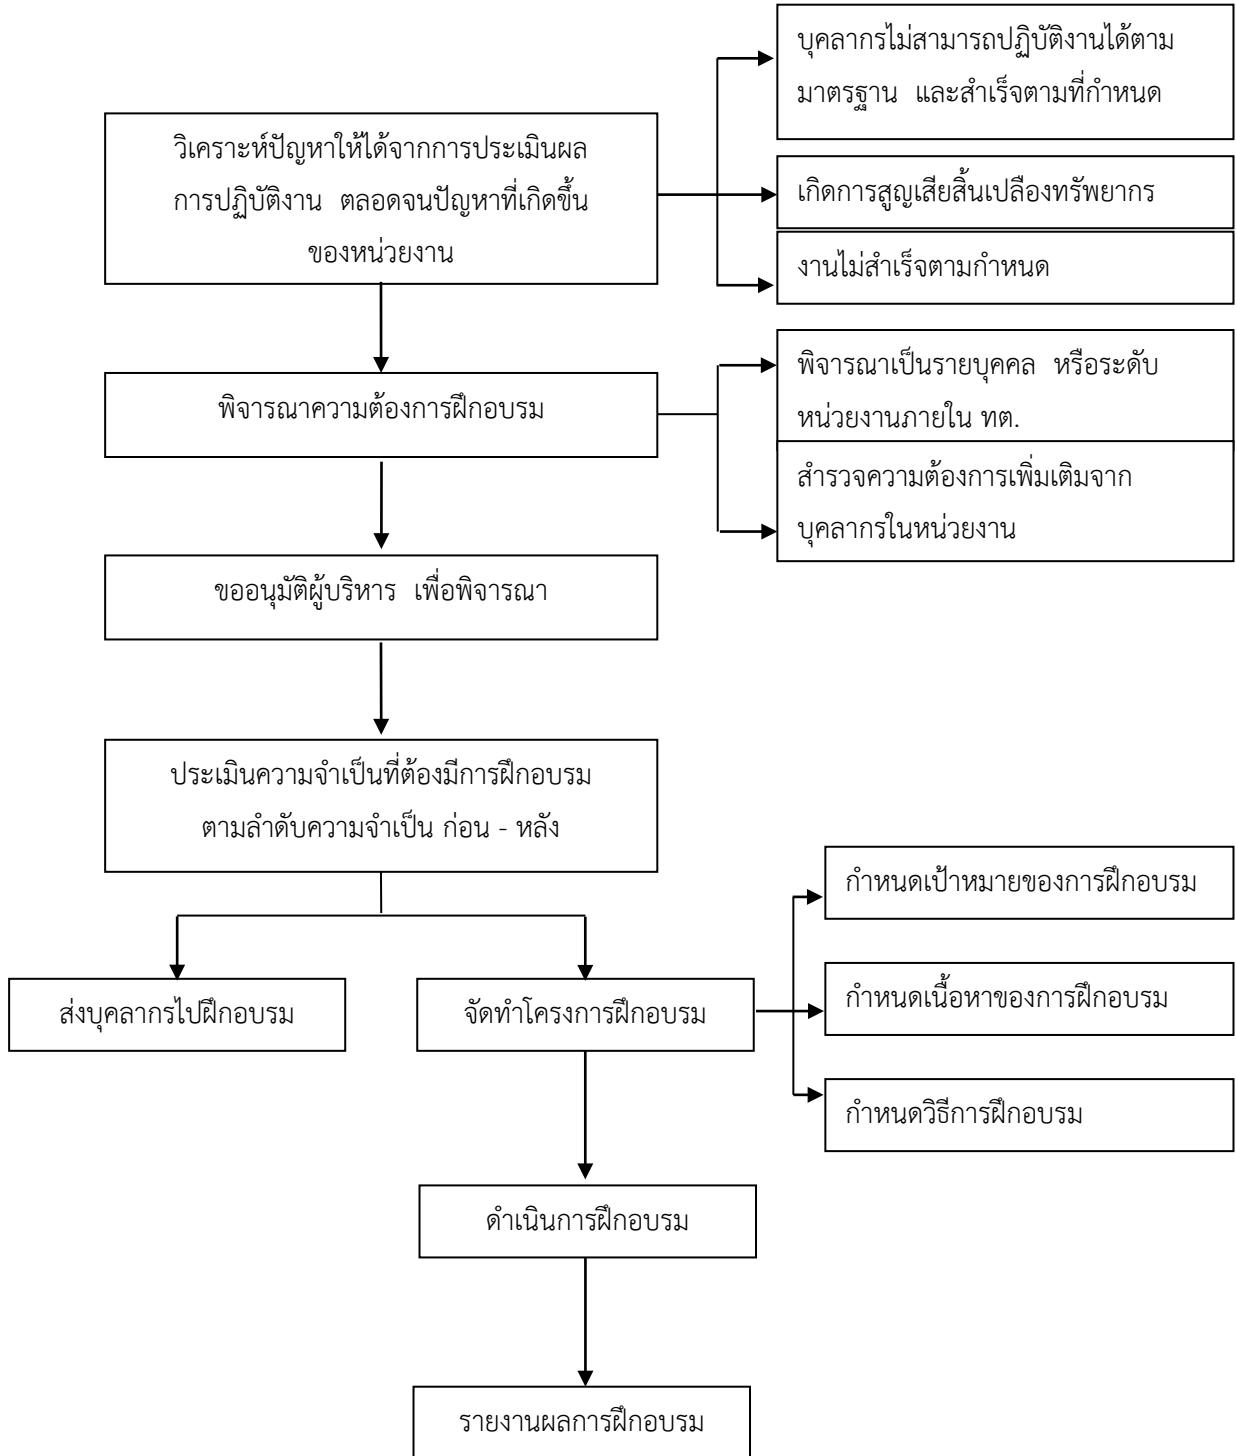 บุคลากรไม่สามารถปฏิบัติงานได้ตาม
มาตรฐาน และสำเร็จตามที่กำหนด
วิเคราะห์ปัญหาให้ได้จากการประเมินผล
การปฏิบัติงาน ตลอดจนปัญหาที่เกิดขึ้น
ของหน่วยงาน
เกิดการสูญเสียสิ้นเปลืองทรัพยากร
งานไม่สำเร็จตามกำหนด
พิจารณาความต้องการฝึกอบรม
พิจารณาเป็นรายบุคคล หรือระดับ
หน่วยงานภายใน ทต.
สำรวจความต้องการเพิ่มเติมจาก
บุคลากรในหน่วยงาน
ขออนุมัติผู้บริหาร เพื่อพิจารณา
ประเมินความจำเป็นที่ต้องมีการฝึกอบรม
ตามลำดับความจำเป็น ก่อน - หลัง
ส่งบุคลากรไปฝึกอบรม
จัดทำโครงการฝึกอบรม
กำหนดเป้าหมายของการฝึกอบรม
กำหนดเนื้อหาของการฝึกอบรม
กำหนดวิธีการฝึกอบรม
ดำเนินการฝึกอบรม
รายงานผลการฝึกอบรม